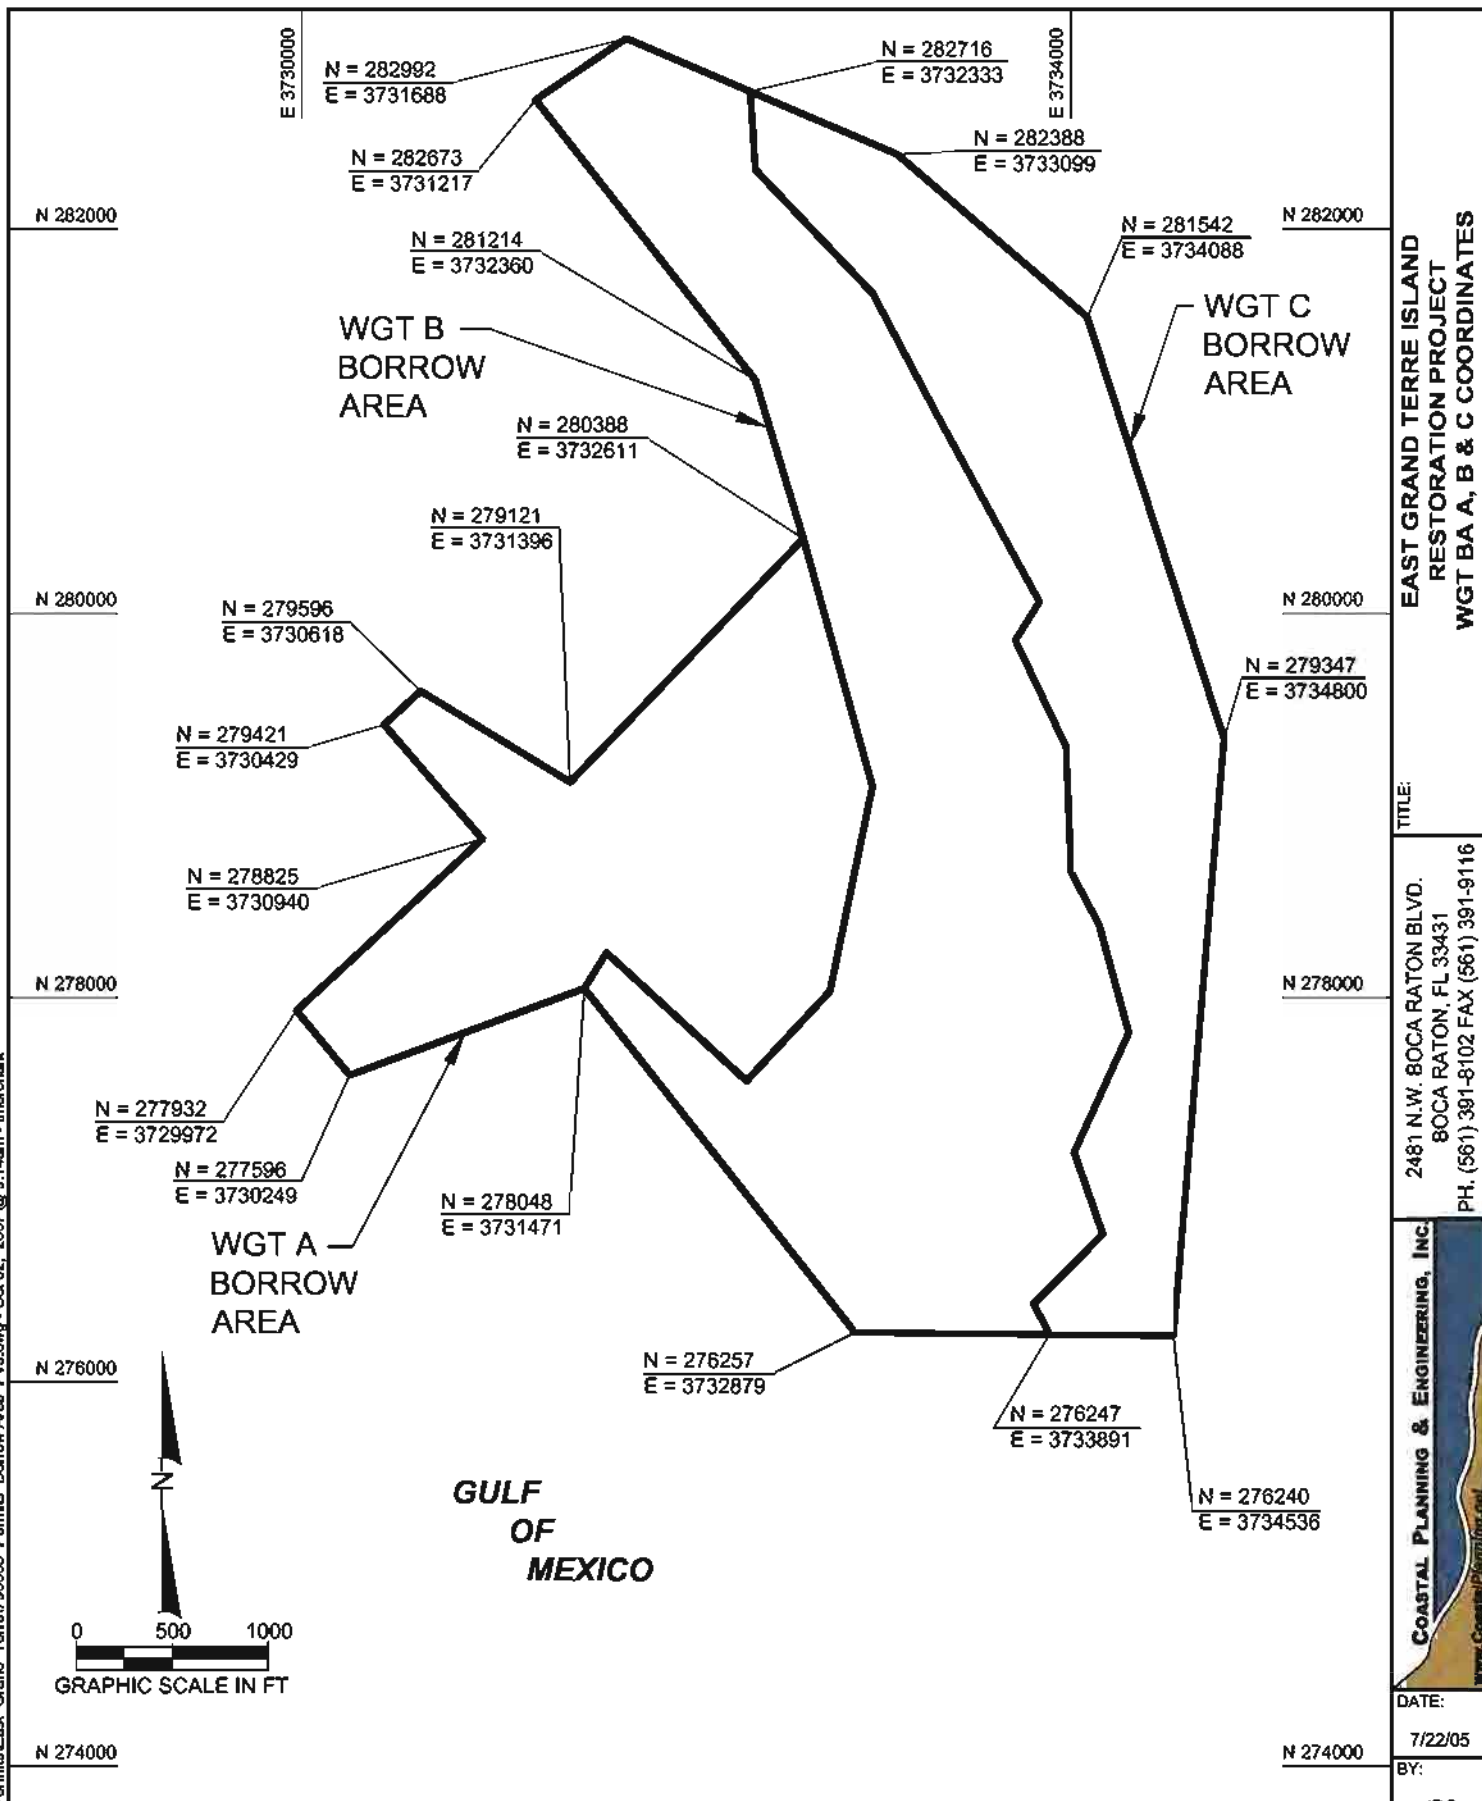 E 3730000
E 3734000
N = 282992
E = 3731688
N = 282716
E = 3732333
N = 282673
E = 3731217
N = 282388
E = 3733099
N 282000
N 282000
N = 281214
E = 3732360
N = 281542
E = 3734088
WGT B
BORROW
AREA
WGT C
BORROW
AREA
N = 280388
E = 3732611
N = 279121
E = 3731396
N 280000
N 280000
N = 279596
E = 3730618
N = 279347
E = 3734800
N = 279421
E = 3730429
N = 278825
E = 3730940
N 278000
N 278000
N = 277932
E = 3729972
N = 277596
E = 3730249
N = 278048
E = 3731471
WGT A
BORROW
AREA
N 276000
N = 276257
E = 3732879
N = 276247
E = 3733891
N = 276240
E = 3734536
N
GULF
OF
MEXICO
0 500 1000
GRAPHIC SCALE IN FT
N 274000
N 274000
TITLE:
EAST GRAND TERRE ISLAND
RESTORATION PROJECT
WGT BA A, B & C COORDINATES
2481 N.W. BOCA RATON BLVD.
BOCA RATON, FL 33431
PH. (561) 391-8102 FAX (561) 391-9116
COASTAL PLANNING & ENGINEERING, INC.
DATE:
7/22/05
BY: